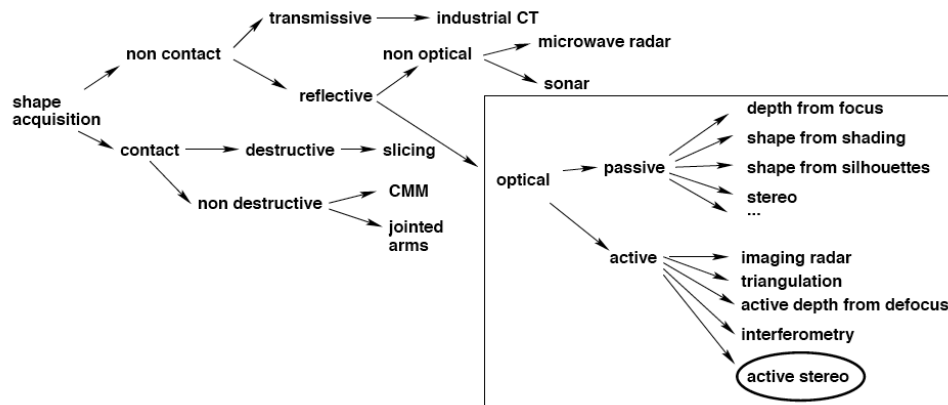 transmissive
industrial CT
microwave radar
non contact
non optical
sonar
reflective
shape
acquisition
contact
destructive
slicing
CMM
non destructive
jointed
arms
optical
passive
depth from focus
shape from shading
shape from silhouettes
stereo
...
active
imaging radar
triangulation
active depth from defocus
interferometry
active stereo